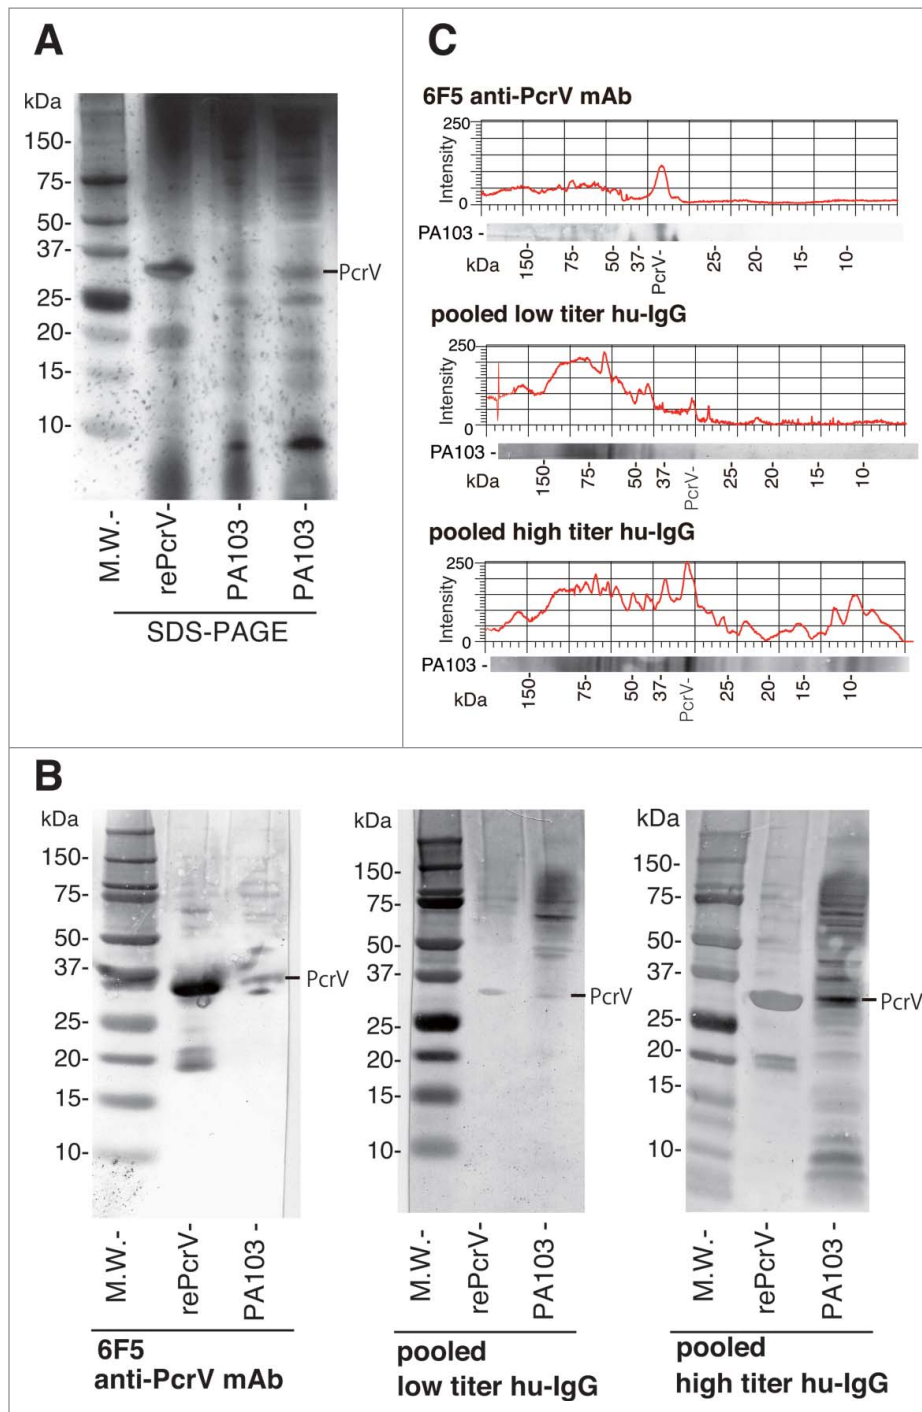 A
kDa
150-
75-
50-
37-
25-
20-
15-
10-
PcrV
M.W.-
rePcrV-
PA103 -
PA103 -
SDS-PAGE
C
6F5 anti-PcrV mAb
250
Intensity
0
PA103 -
kDa
150-
75-
50-
37-
PcrV-
25-
20-
15-
10-
pooled low titer hu-IgG
250
Intensity
0
PA103 -
kDa
150-
75-
50-
37-
PcrV-
25-
20-
15-
10-
pooled high titer hu-IgG
250
Intensity
0
PA103 -
kDa
150-
75-
50-
37-
PcrV-
25-
20-
15-
10-
B
kDa
150-
75-
50-
37-
25-
20-
15-
10-
PcrV
M.W.-
rePcrV-
PA103 -
6F5
anti-PcrV mAb
kDa
150-
75-
50-
37-
25-
20-
15-
10-
PcrV
M.W.-
rePcrV-
PA103 -
pooled
low titer hu-IgG
kDa
150-
75-
50-
37-
25-
20-
15-
10-
PcrV
M.W.-
rePcrV-
PA103 -
pooled
high titer hu-IgG